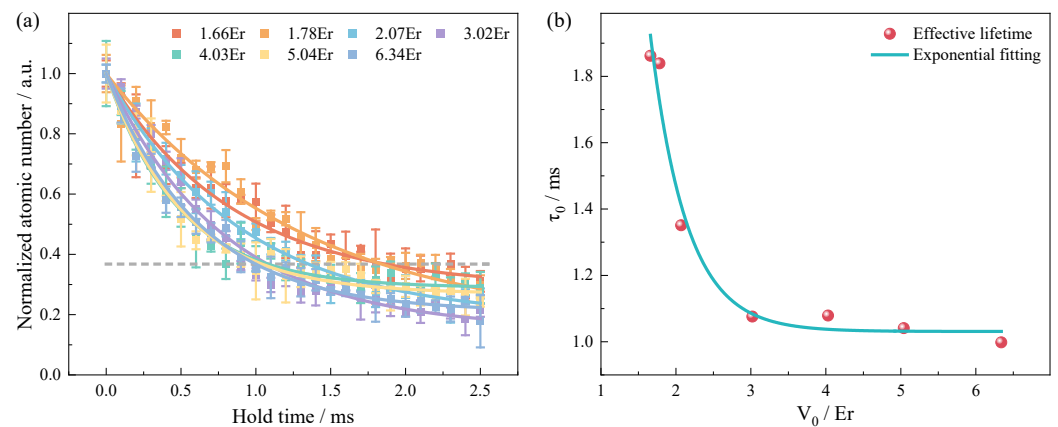 (a)
1.66Er 1.78Er 2.07Er 3.02Er
4.03Er 5.04Er 6.34Er
Normalized atomic number / a.u.
1.0
0.8
0.6
0.4
0.2
0.0
0.0 0.5 1.0 1.5 2.0 2.5
Hold time / ms
(b)
Effective lifetime
Exponential fitting
τ₀ / ms
1.8
1.6
1.4
1.2
1.0
1 2 3 4 5 6
V₀ / Er